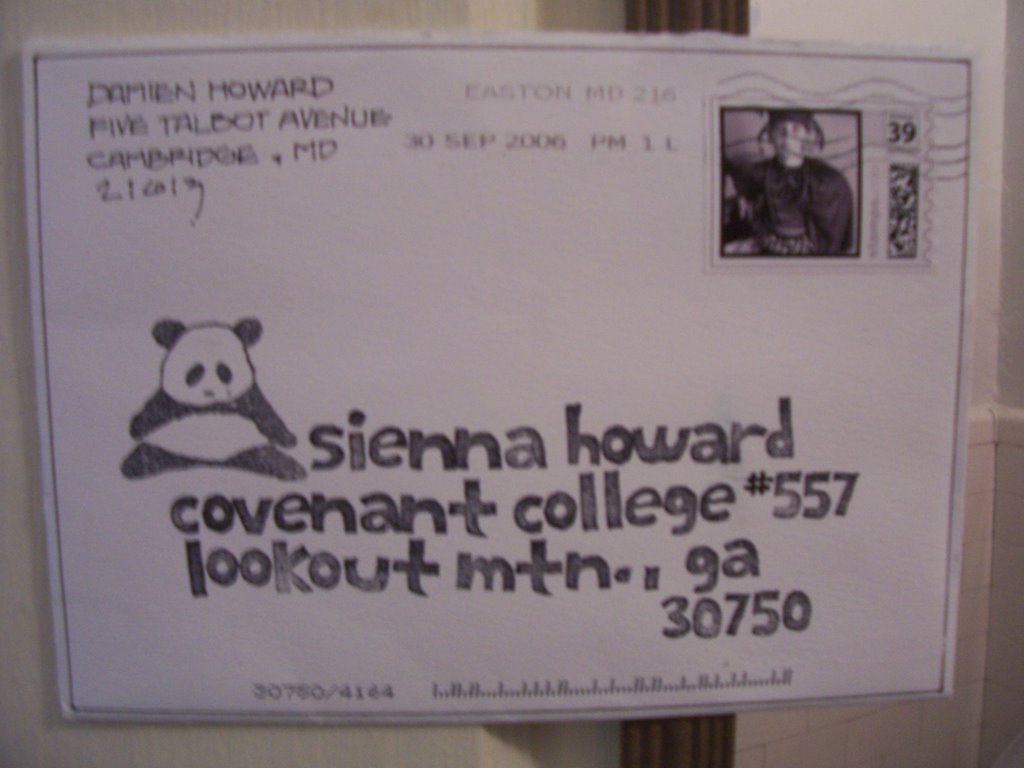 DAMIEN HOWARD
FIVE TALBOT AVENUE
CAMBRIDGE, MD
21613
EASTON MD 216
30 SEP 2006 PM 1 L
39
sienna howard
covenant college #557
lookout mtn., ga
30750
30750/4164